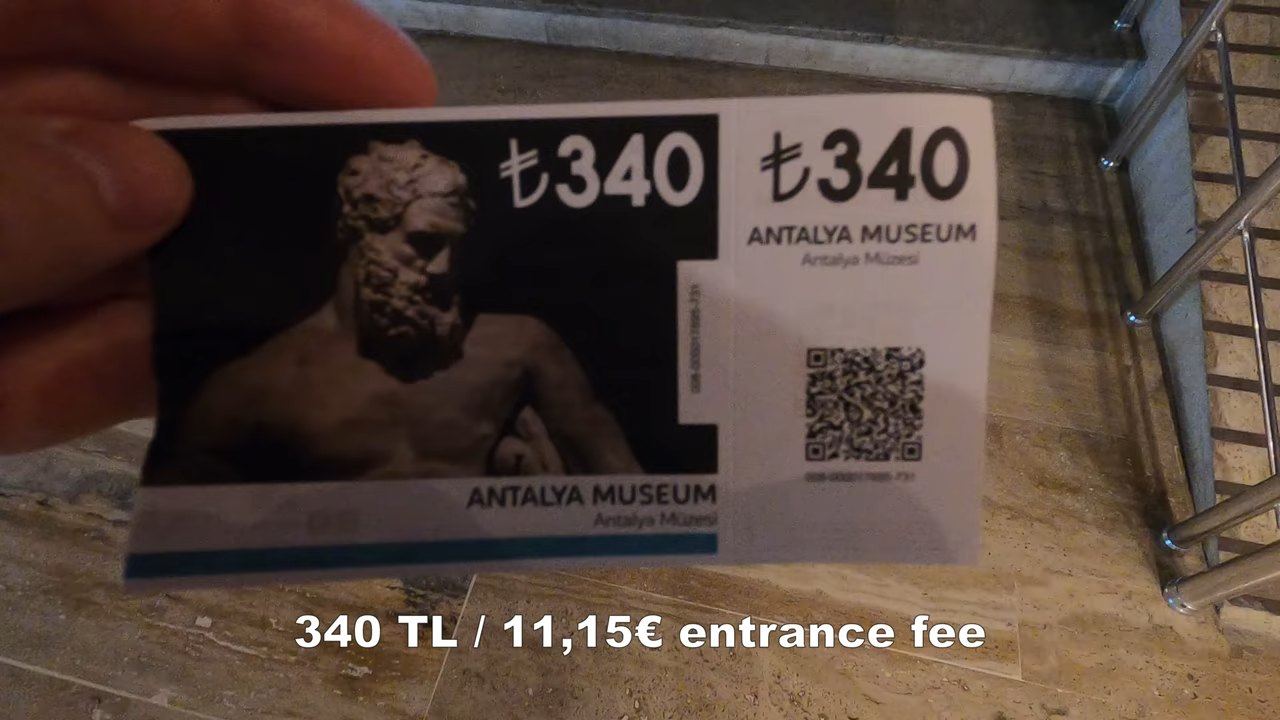 ₺340
₺340
ANTALYA MUSEUM
Antalya Müzesi
ANTALYA MUSEUM
Antalya Müzesi
340 TL / 11,15€ entrance fee